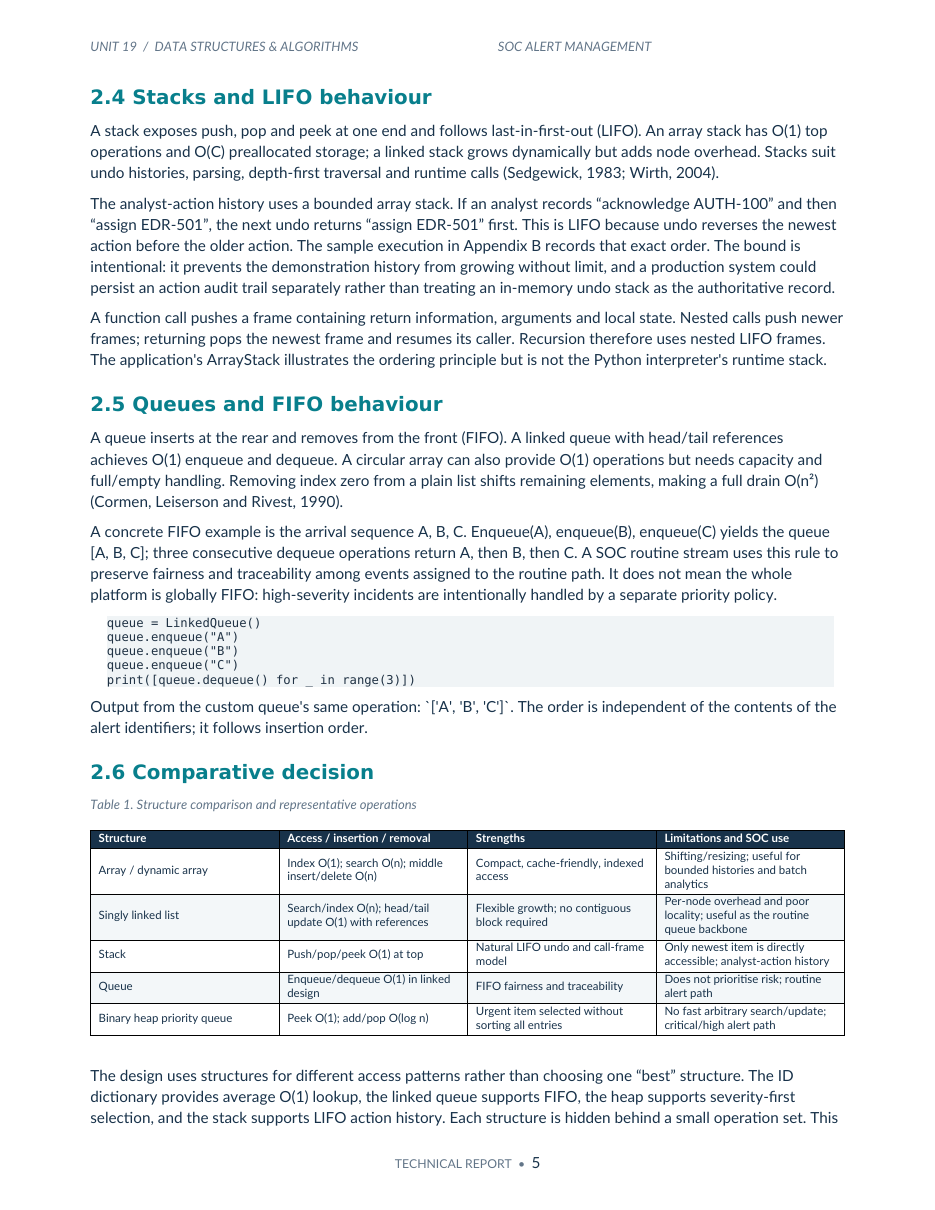 UNIT 19 / DATA STRUCTURES & ALGORITHMS SOC ALERT MANAGEMENT
2.4 Stacks and LIFO behaviour
A stack exposes push, pop and peek at one end and follows last-in-first-out (LIFO). An array stack has O(1) top
operations and O(C) preallocated storage; a linked stack grows dynamically but adds node overhead. Stacks suit
undo histories, parsing, depth-first traversal and runtime calls (Sedgewick, 1983; Wirth, 2004).
The analyst-action history uses a bounded array stack. If an analyst records “acknowledge AUTH-100” and then
“assign EDR-501”, the next undo returns “assign EDR-501” first. This is LIFO because undo reverses the newest
action before the older action. The sample execution in Appendix B records that exact order. The bound is
intentional: it prevents the demonstration history from growing without limit, and a production system could
persist an action audit trail separately rather than treating an in-memory undo stack as the authoritative record.
A function call pushes a frame containing return information, arguments and local state. Nested calls push newer
frames; returning pops the newest frame and resumes its caller. Recursion therefore uses nested LIFO frames.
The application's ArrayStack illustrates the ordering principle but is not the Python interpreter's runtime stack.
2.5 Queues and FIFO behaviour
A queue inserts at the rear and removes from the front (FIFO). A linked queue with head/tail references
achieves O(1) enqueue and dequeue. A circular array can also provide O(1) operations but needs capacity and
full/empty handling. Removing index zero from a plain list shifts remaining elements, making a full drain O(n²)
(Cormen, Leiserson and Rivest, 1990).
A concrete FIFO example is the arrival sequence A, B, C. Enqueue(A), enqueue(B), enqueue(C) yields the queue
[A, B, C]; three consecutive dequeue operations return A, then B, then C. A SOC routine stream uses this rule to
preserve fairness and traceability among events assigned to the routine path. It does not mean the whole
platform is globally FIFO: high-severity incidents are intentionally handled by a separate priority policy.
queue = LinkedQueue()
queue.enqueue("A")
queue.enqueue("B")
queue.enqueue("C")
print([queue.dequeue() for _ in range(3)])
Output from the custom queue's same operation: `['A', 'B', 'C']`. The order is independent of the contents of the
alert identifiers; it follows insertion order.
2.6 Comparative decision
Table 1. Structure comparison and representative operations
Structure Access / insertion / removal Strengths Limitations and SOC use
Array / dynamic array
Index O(1); search O(n); middle
insert/delete O(n)
Compact, cache-friendly, indexed
access
Shifting/resizing; useful for
bounded histories and batch
analytics
Singly linked list
Search/index O(n); head/tail
update O(1) with references
Flexible growth; no contiguous
block required
Per-node overhead and poor
locality; useful as the routine
queue backbone
Stack
Push/pop/peek O(1) at top
Natural LIFO undo and call-frame
model
Only newest item is directly
accessible; analyst-action history
Queue
Enqueue/dequeue O(1) in linked
design
FIFO fairness and traceability
Does not prioritise risk; routine
alert path
Binary heap priority queue
Peek O(1); add/pop O(log n)
Urgent item selected without
sorting all entries
No fast arbitrary search/update;
critical/high alert path
The design uses structures for different access patterns rather than choosing one “best” structure. The ID
dictionary provides average O(1) lookup, the linked queue supports FIFO, the heap supports severity-first
selection, and the stack supports LIFO action history. Each structure is hidden behind a small operation set. This
TECHNICAL REPORT • 5